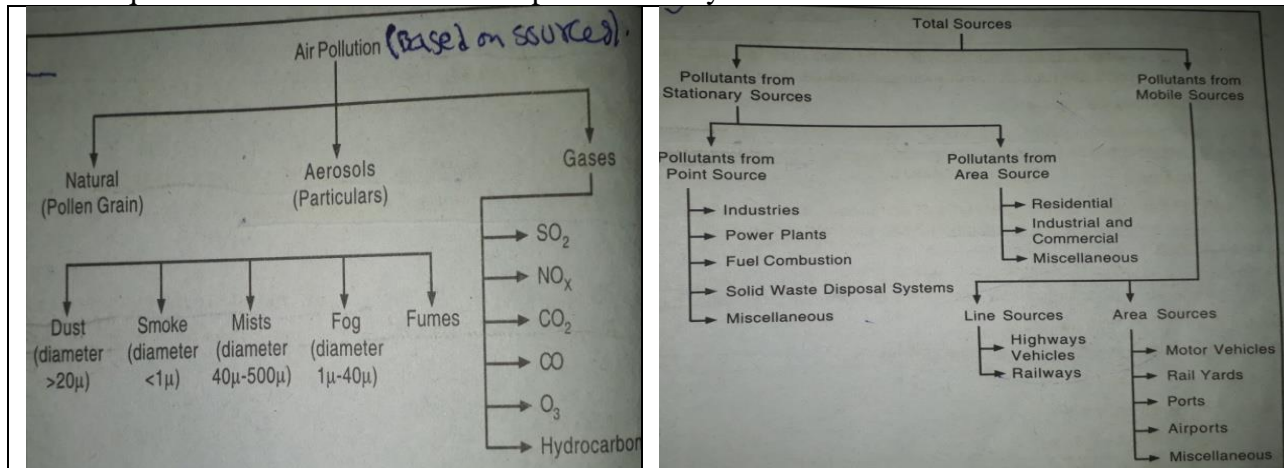 Air Pollution (Based on sources).
Natural
(Pollen Grain)
Aerosols
(Particulars)
Gases
SO₂
NOₓ
CO₂
CO
O₃
Hydrocarbon
Dust
(diameter
>20μ)
Smoke
(diameter
<1μ)
Mists
(diameter
40μ-500μ)
Fog
(diameter
1μ-40μ)
Fumes
Total Sources
Pollutants from
Stationary Sources
Pollutants from
Mobile Sources
Pollutants from
Point Source
Industries
Power Plants
Fuel Combustion
Solid Waste Disposal Systems
Miscellaneous
Pollutants from
Area Source
Residential
Industrial and
Commercial
Miscellaneous
Line Sources
Highways
Vehicles
Railways
Area Sources
Motor Vehicles
Rail Yards
Ports
Airports
Miscellaneous